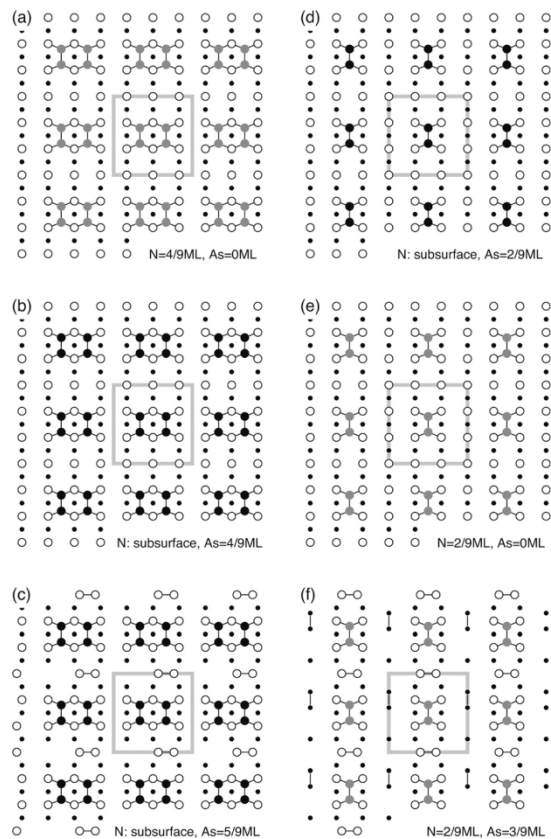 (a)
N=4/9ML, As=0ML
(b)
N: subsurface, As=4/9ML
(c)
N: subsurface, As=5/9ML
(d)
N: subsurface, As=2/9ML
(e)
N=2/9ML, As=0ML
(f)
N=2/9ML, As=3/9ML